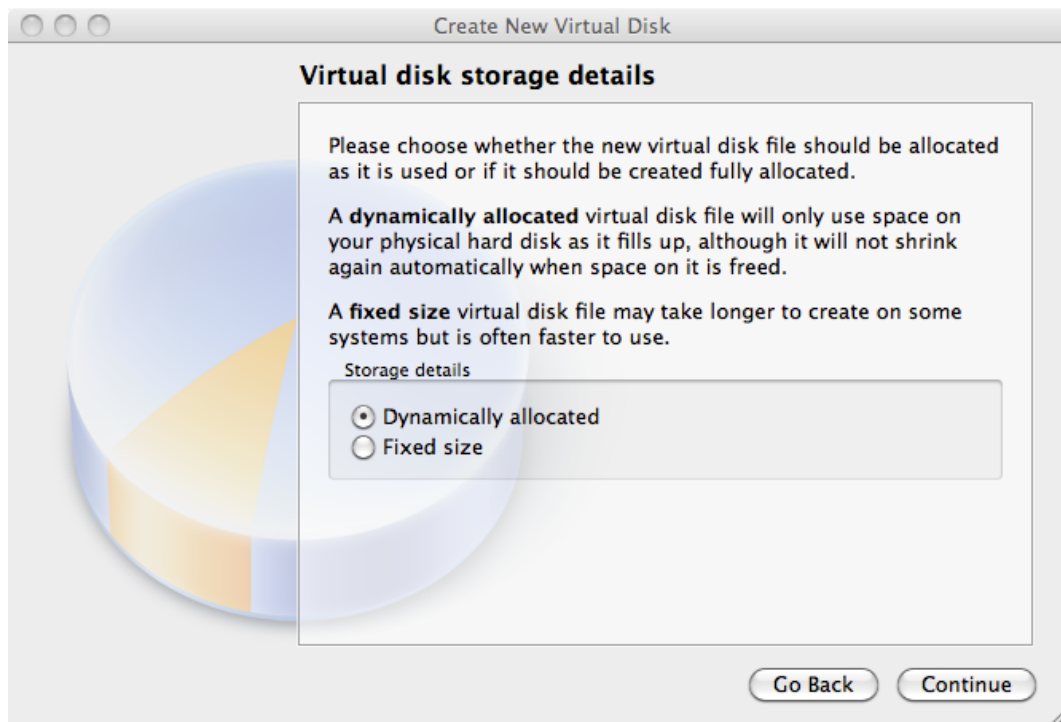 Create New Virtual Disk
Virtual disk storage details
Please choose whether the new virtual disk file should be allocated
as it is used or if it should be created fully allocated.
A dynamically allocated virtual disk file will only use space on
your physical hard disk as it fills up, although it will not shrink
again automatically when space on it is freed.
A fixed size virtual disk file may take longer to create on some
systems but is often faster to use.
Storage details
Dynamically allocated
Fixed size
Go Back
Continue